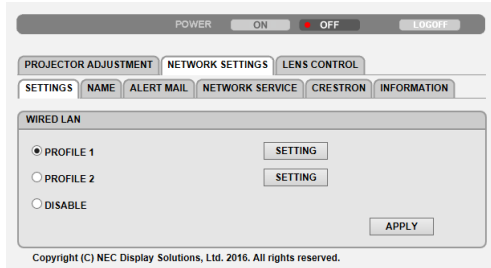 POWER ON OFF LOGOFF
PROJECTOR ADJUSTMENT NETWORK SETTINGS LENS CONTROL
SETTINGS NAME ALERT MAIL NETWORK SERVICE CRESTRON INFORMATION
WIRED LAN
PROFILE 1 SETTING
PROFILE 2 SETTING
DISABLE
APPLY
Copyright (C) NEC Display Solutions, Ltd. 2016. All rights reserved.